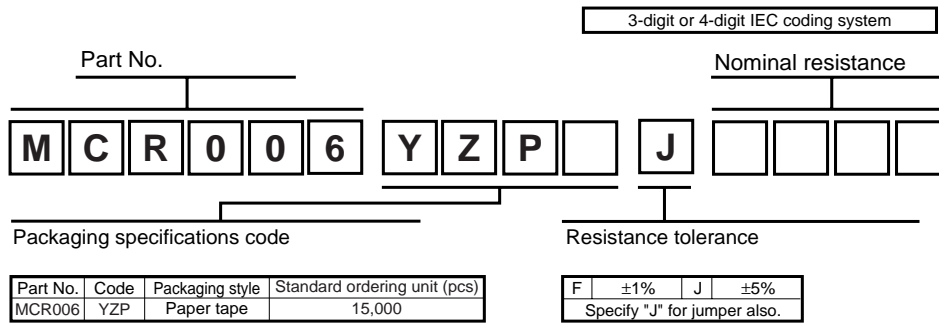 3-digit or 4-digit IEC coding system
Part No.
Nominal resistance
M C R 0 0 6 Y Z P J
Packaging specifications code
Resistance tolerance
Part No. Code Packaging style Standard ordering unit (pcs)
MCR006 YZP Paper tape 15,000
F ±1% J ±5%
Specify "J" for jumper also.